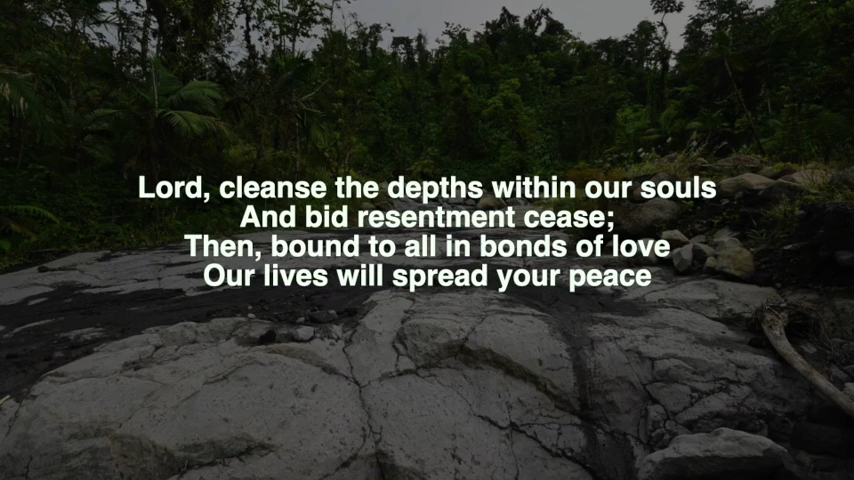 Lord, cleanse the depths within our souls
And bid resentment cease;
Then, bound to all in bonds of love
Our lives will spread your peace